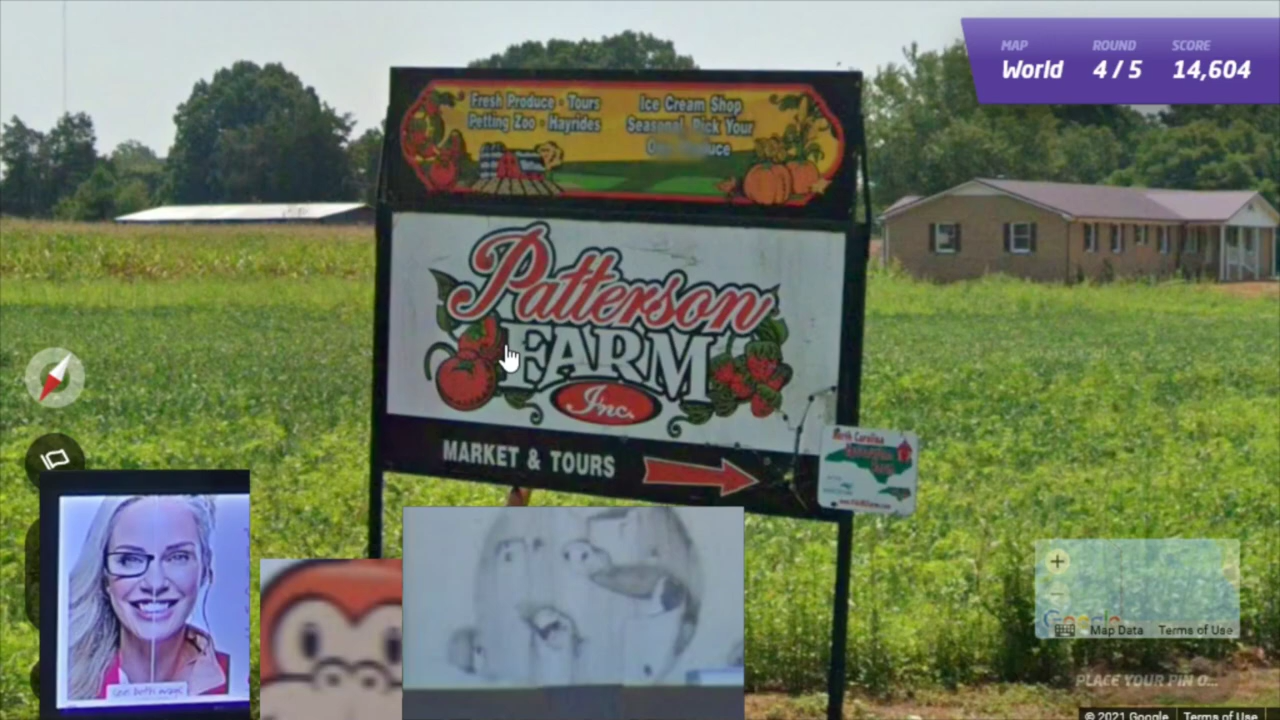 MAP
World
ROUND
4 / 5
SCORE
14,604
Fresh Produce - Tours
Petting Zoo - Hayrides
Ice Cream Shop
Seasonal Pick Your
Patterson
FARM
Inc.
MARKET & TOURS
North Carolina
Google
Map Data
Terms of Use
PLACE YOUR PIN O...
© 2021 Google
Terms of Use